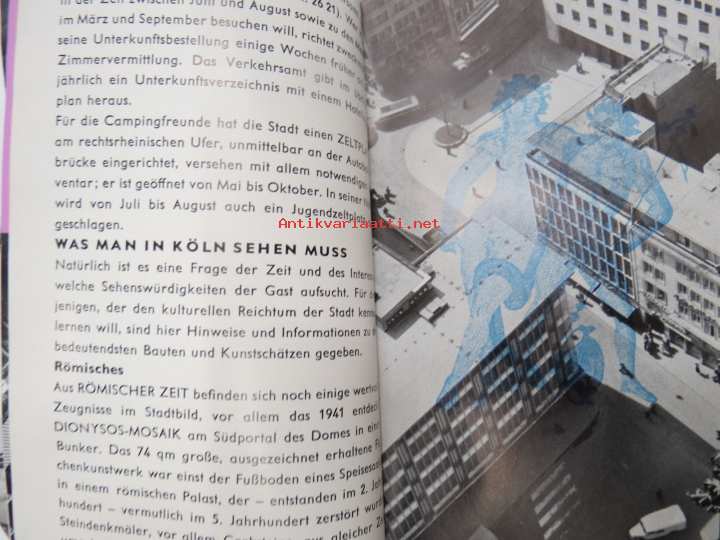 in der Zeit zwischen Juni und August sowie zu den
im März und September besuchen will, richtet
seine Unterkunftsbestellung einige Wochen früher
Zimmervermittlung. Das Verkehrsamt gibt im
jährlich ein Unterkunftsverzeichnis mit einem
plan heraus.
Für die Campingfreunde hat die Stadt einen
am rechtsrheinischen Ufer, unmittelbar an der
brücke eingerichtet, versehen mit allem notwendigen
ventar; er ist geöffnet von Mai bis Oktober. In seiner
wird von Juli bis August auch ein
geschlagen.
Antikvariaatti.net
WAS MAN IN KÖLN SEHEN MUSS
Natürlich ist es eine Frage der Zeit und des
welche Sehenswürdigkeiten der Gast aufsucht. Für
jenigen, der den kulturellen Reichtum der Stadt
lernen will, sind hier Hinweise und Informationen zu
bedeutendsten Bauten und Kunstschätzen gegeben.
Römisches
Aus RÖMISCHER ZEIT befinden sich noch einige
Zeugnisse im Stadtbild, vor allem das 1941
DIONYSOS-MOSAIK am Südportal des Domes in
Bunker. Das 74 qm große, ausgezeichnet erhaltene
chenkunstwerk war einst der Fußboden eines
in einem römischen Palast, der – entstanden im 2.
hundert – vermutlich im 5. Jahrhundert zerstört
Steindenkmäler, vor allem aus gleicher